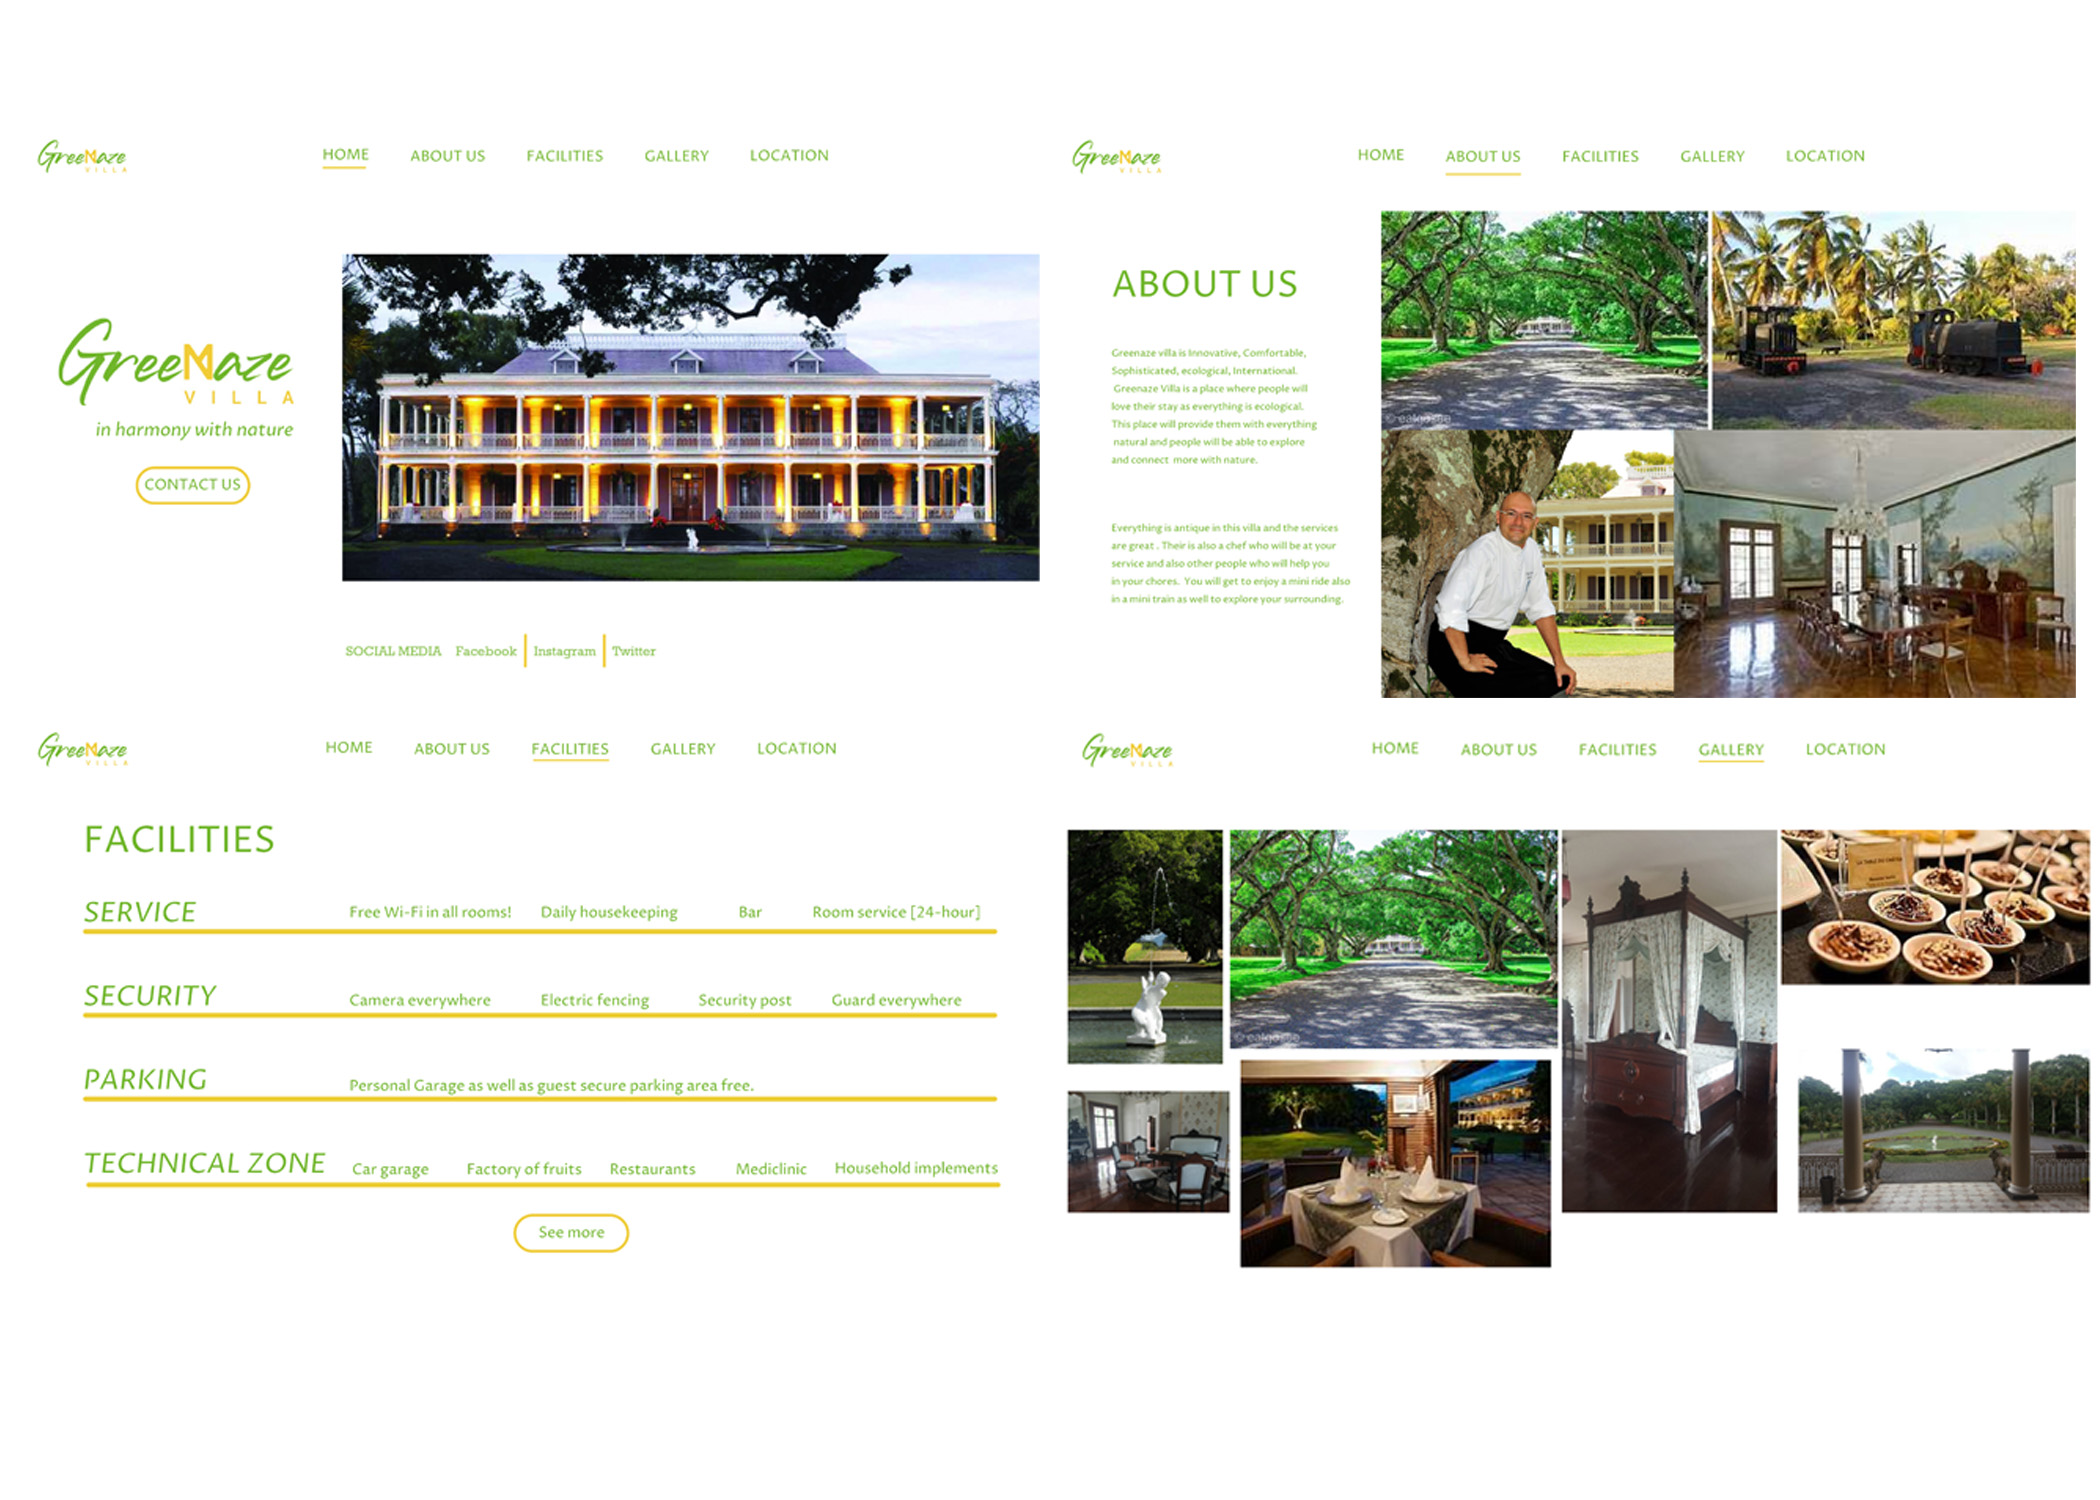 GreeNaze
VILLA
HOME ABOUT US FACILITIES GALLERY LOCATION
GreeNaze
VILLA
in harmony with nature
CONTACT US
SOCIAL MEDIA Facebook Instagram Twitter
GreeNaze
VILLA
HOME ABOUT US FACILITIES GALLERY LOCATION
ABOUT US
Greenaze villa is Innovative, Comfortable,
Sophisticated, ecological, International.
Greenaze Villa is a place where people will
love their stay as everything is ecological.
This place will provide them with everything
natural and people will be able to explore
and connect more with nature.
Everything is antique in this villa and the services
are great . Their is also a chef who will be at your
service and also other people who will help you
in your chores. You will get to enjoy a mini ride also
in a mini train as well to explore your surrounding.
GreeNaze
VILLA
HOME ABOUT US FACILITIES GALLERY LOCATION
FACILITIES
SERVICE Free Wi-Fi in all rooms! Daily housekeeping Bar Room service [24-hour]
SECURITY Camera everywhere Electric fencing Security post Guard everywhere
PARKING Personal Garage as well as guest secure parking area free.
TECHNICAL ZONE Car garage Factory of fruits Restaurants Mediclinic Household implements
See more
GreeNaze
VILLA
HOME ABOUT US FACILITIES GALLERY LOCATION